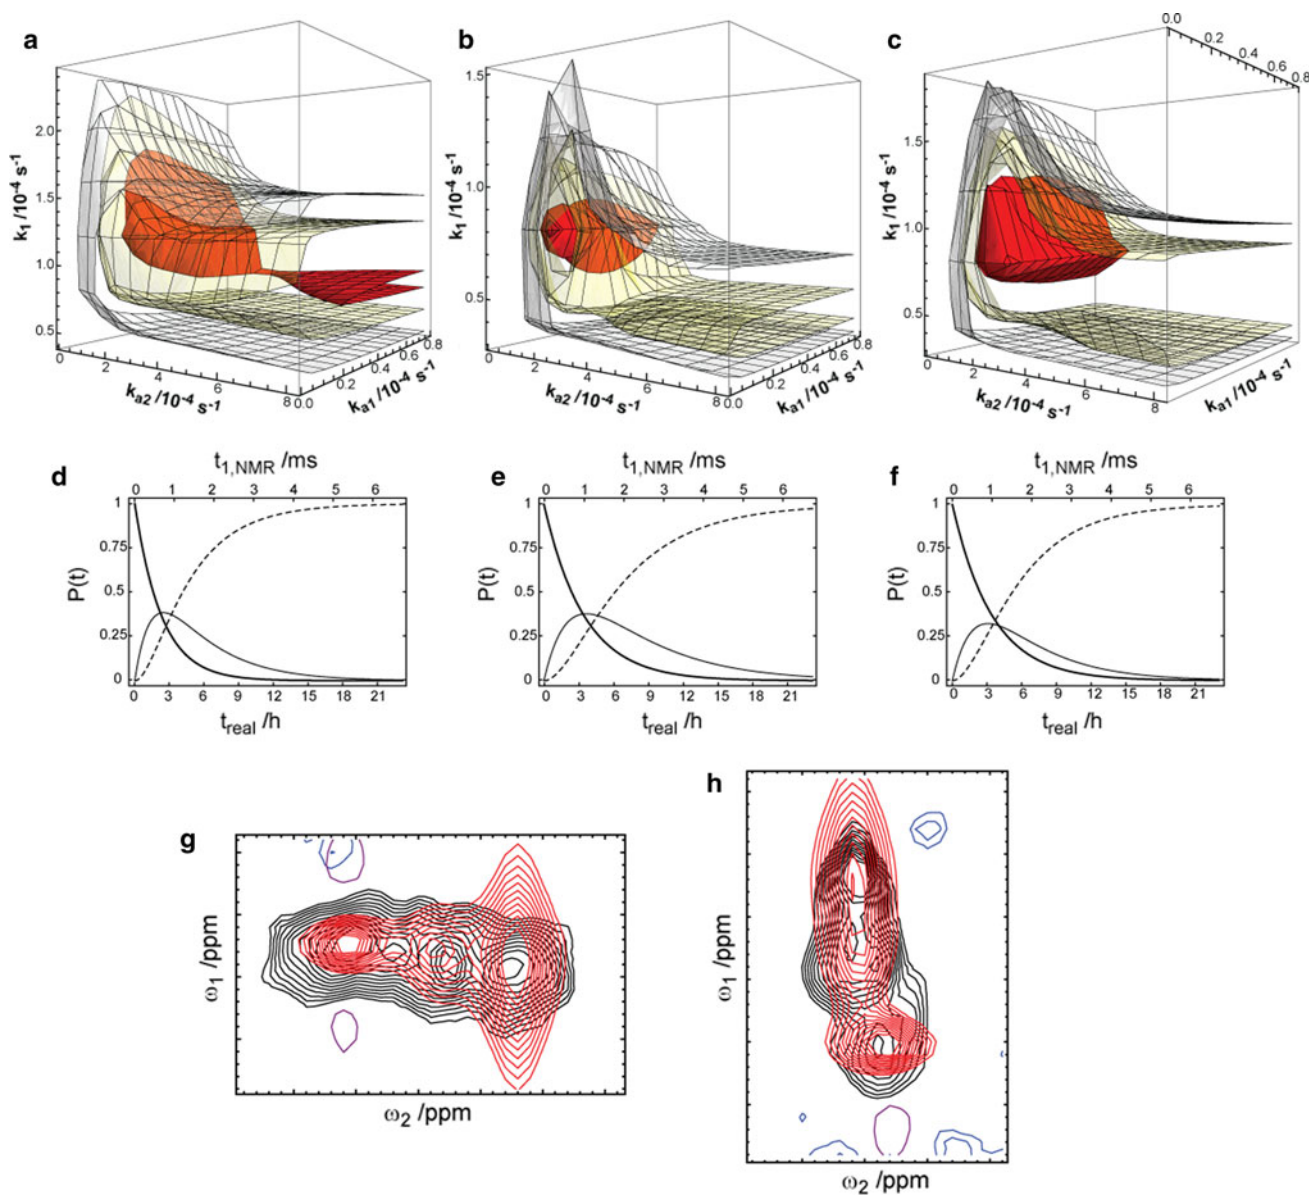 a
b
c
0.0
0.2
0.4
0.6
0.8
k1 /10-4 s-1
2.0
1.5
1.0
0.5
0
2
4
6
8
ka2 /10-4 s-1
0.0
0.2
0.4
0.6
0.8
ka1 /10-4 s-1
k1 /10-4 s-1
1.5
1.0
0.5
0
2
4
6
8
ka2 /10-4 s-1
0.0
0.2
0.4
0.6
0.8
ka1 /10-4 s-1
k1 /10-4 s-1
1.5
1.0
0.5
0
2
4
6
8
ka2 /10-4 s-1
ka1 /10-4 s-1
d
t1,NMR /ms
0 1 2 3 4 5 6
P(t)
1
0.75
0.5
0.25
0
0 3 6 9 12 15 18 21
treal /h
e
t1,NMR /ms
0 1 2 3 4 5 6
P(t)
1
0.75
0.5
0.25
0
0 3 6 9 12 15 18 21
treal /h
f
t1,NMR /ms
0 1 2 3 4 5 6
P(t)
1
0.75
0.5
0.25
0
0 3 6 9 12 15 18 21
treal /h
g
ω1 /ppm
ω2 /ppm
h
ω1 /ppm
ω2 /ppm